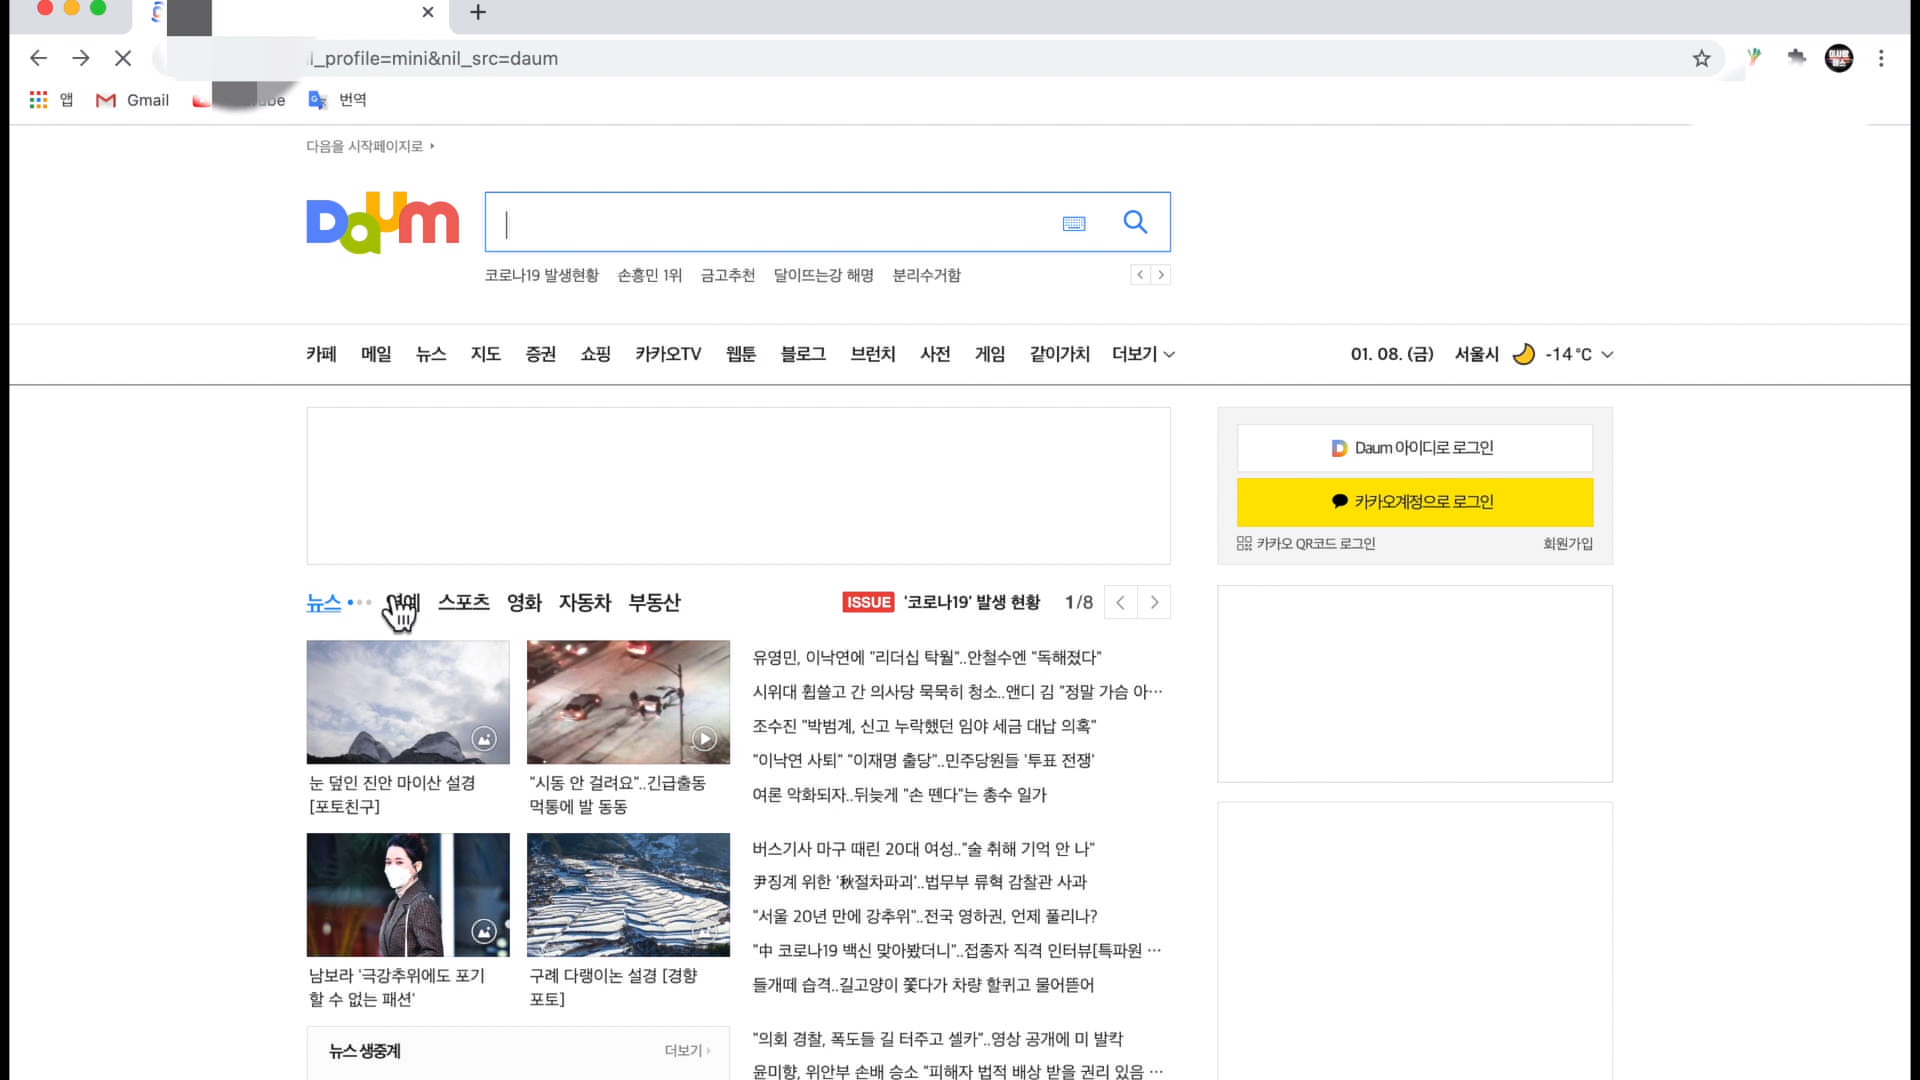 l_profile=mini&nil_src=daum
앱 Gmail 번역
다음을 시작페이지로
Daum
코로나19 발생현황 손흥민 1위 금고추천 달이뜨는강 해명 분리수거함
카페 메일 뉴스 지도 증권 쇼핑 카카오TV 웹툰 블로그 브런치 사전 게임 같이가치 더보기
01. 08. (금) 서울시 -14 °C
Daum 아이디로 로그인
카카오계정으로 로그인
카카오 QR코드 로그인 회원가입
뉴스 스포츠 영화 자동차 부동산
ISSUE '코로나19' 발생 현황 1/8
눈 덮인 진안 마이산 설경
[포토친구]
"시동 안 걸려요"..긴급출동
먹통에 발 동동
남보라 '극강추위에도 포기
할 수 없는 패션'
구례 다랭이논 설경 [경향
포토]
뉴스 생중계 더보기
유영민, 이낙연에 "리더십 탁월"..안철수엔 "독해졌다"
시위대 휩쓸고 간 의사당 묵묵히 청소..앤디 김 "정말 가슴 아…
조수진 "박범계, 신고 누락했던 임야 세금 대납 의혹"
"이낙연 사퇴" "이재명 출당"..민주당원들 '투표 전쟁'
여론 악화되자..뒤늦게 "손 뗀다"는 총수 일가
버스기사 마구 때린 20대 여성.."술 취해 기억 안 나"
尹징계 위한 '秋절차파괴'..법무부 류혁 감찰관 사과
"서울 20년 만에 강추위"..전국 영하권, 언제 풀리나?
"中 코로나19 백신 맞아봤더니"..접종자 직격 인터뷰[특파원 …
들개떼 습격..길고양이 쫓다가 차량 할퀴고 물어뜯어
"의회 경찰, 폭도들 길 터주고 셀카"..영상 공개에 미 발칵
윤미향, 위안부 손배 승소 "피해자 법적 배상 받을 권리 있음 …